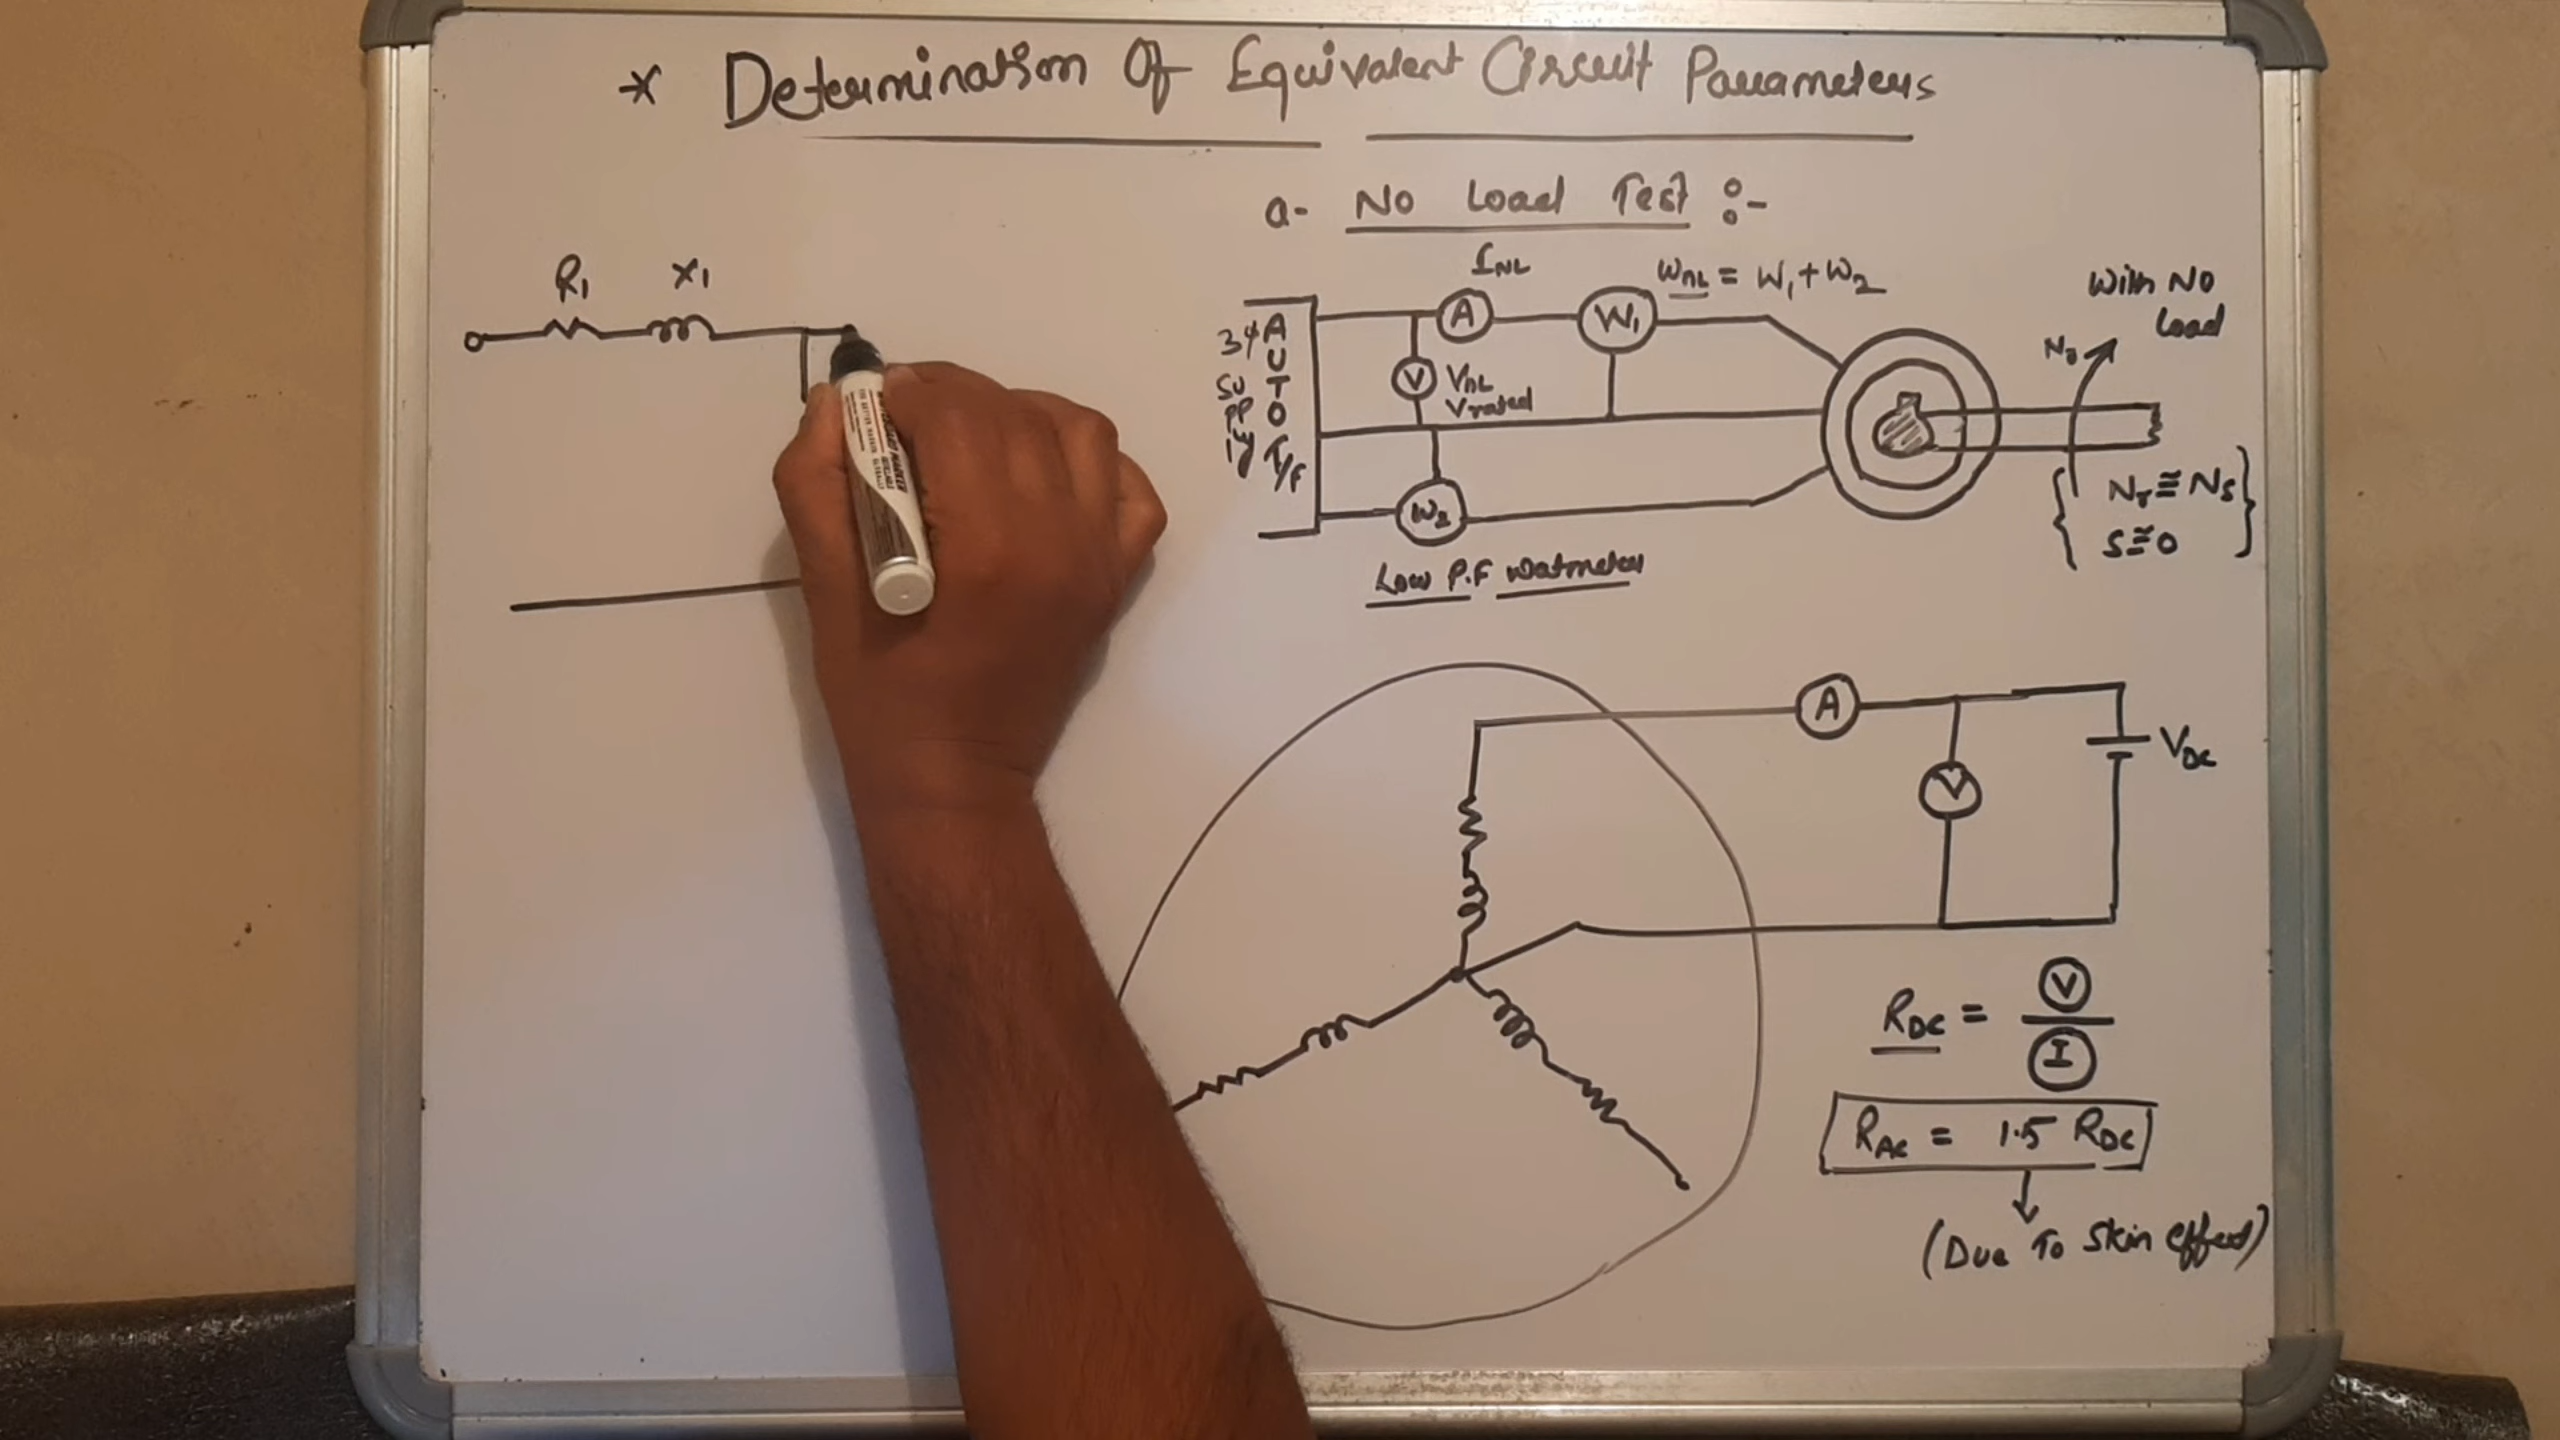 * Determination Of Equivalent Circuit Parameters
a- No Load Test :-
R1 X1
INL
WnL = W1 + W2
With No
Load
3ϕ
Supply
AUTO
T/F
A
W1
V
VnL
Vrated
W2
Low P.F Watmeter
Nr ≅ Ns
S ≅ 0
A
V
VDC
RDC = V / I
RAC = 1.5 RDC
(Due To Skin effect)